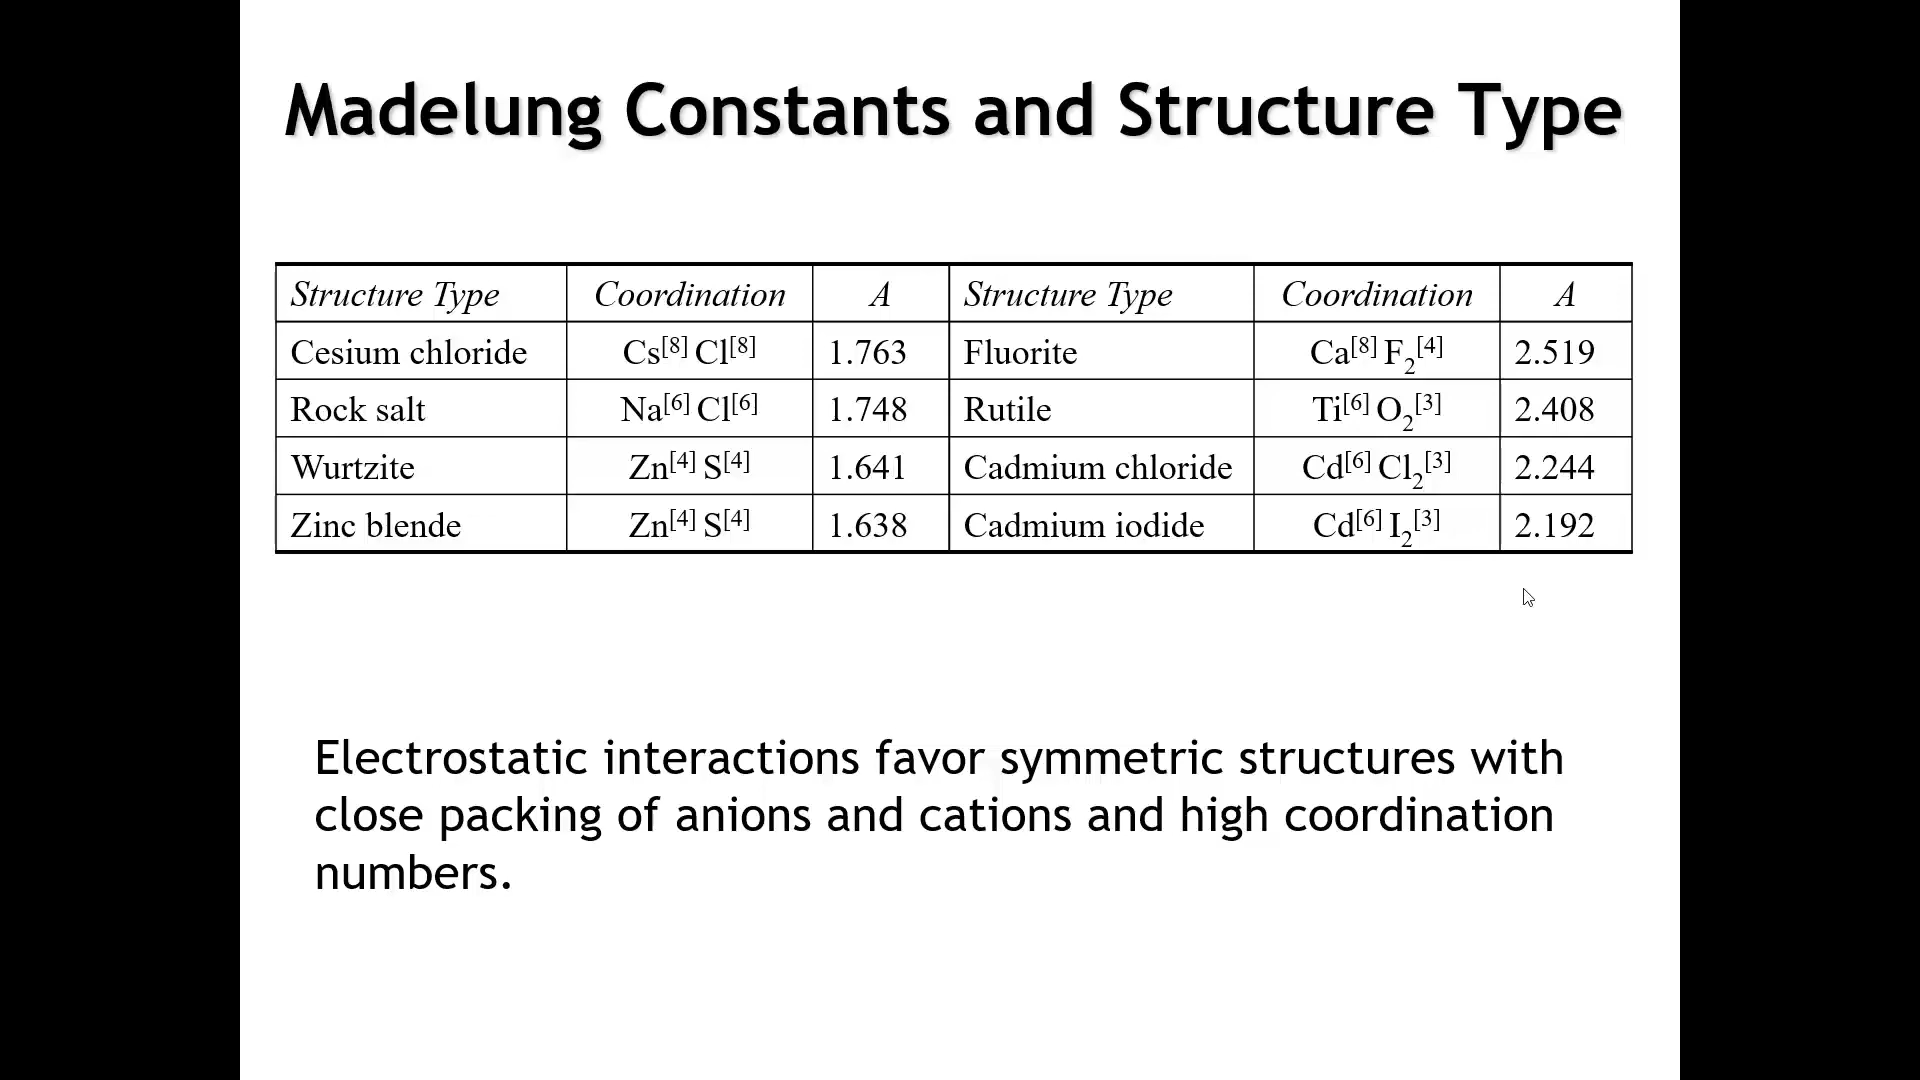 Madelung Constants and Structure Type
Structure Type Coordination A Structure Type Coordination A
Cesium chloride Cs[8] Cl[8] 1.763 Fluorite Ca[8] F2[4] 2.519
Rock salt Na[6] Cl[6] 1.748 Rutile Ti[6] O2[3] 2.408
Wurtzite Zn[4] S[4] 1.641 Cadmium chloride Cd[6] Cl2[3] 2.244
Zinc blende Zn[4] S[4] 1.638 Cadmium iodide Cd[6] I2[3] 2.192
Electrostatic interactions favor symmetric structures with
close packing of anions and cations and high coordination
numbers.